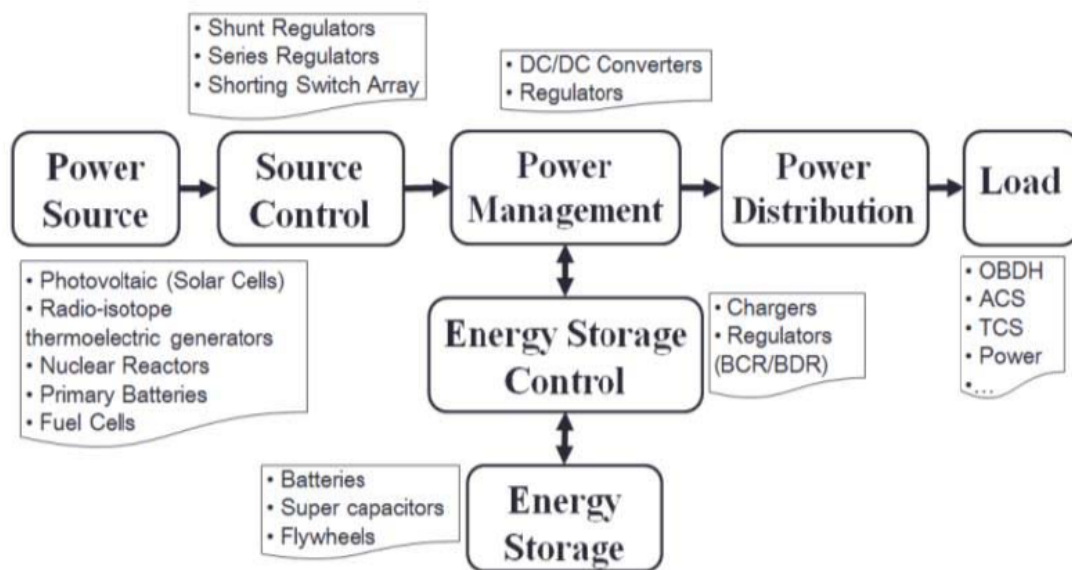 • Shunt Regulators
• Series Regulators
• Shorting Switch Array
• DC/DC Converters
• Regulators
Power
Source
Source
Control
Power
Management
Power
Distribution
Load
• Photovoltaic (Solar Cells)
• Radio-isotope
thermoelectric generators
• Nuclear Reactors
• Primary Batteries
• Fuel Cells
Energy Storage
Control
• Chargers
• Regulators
(BCR/BDR)
• OBDH
• ACS
• TCS
• Power
•...
• Batteries
• Super capacitors
• Flywheels
Energy
Storage